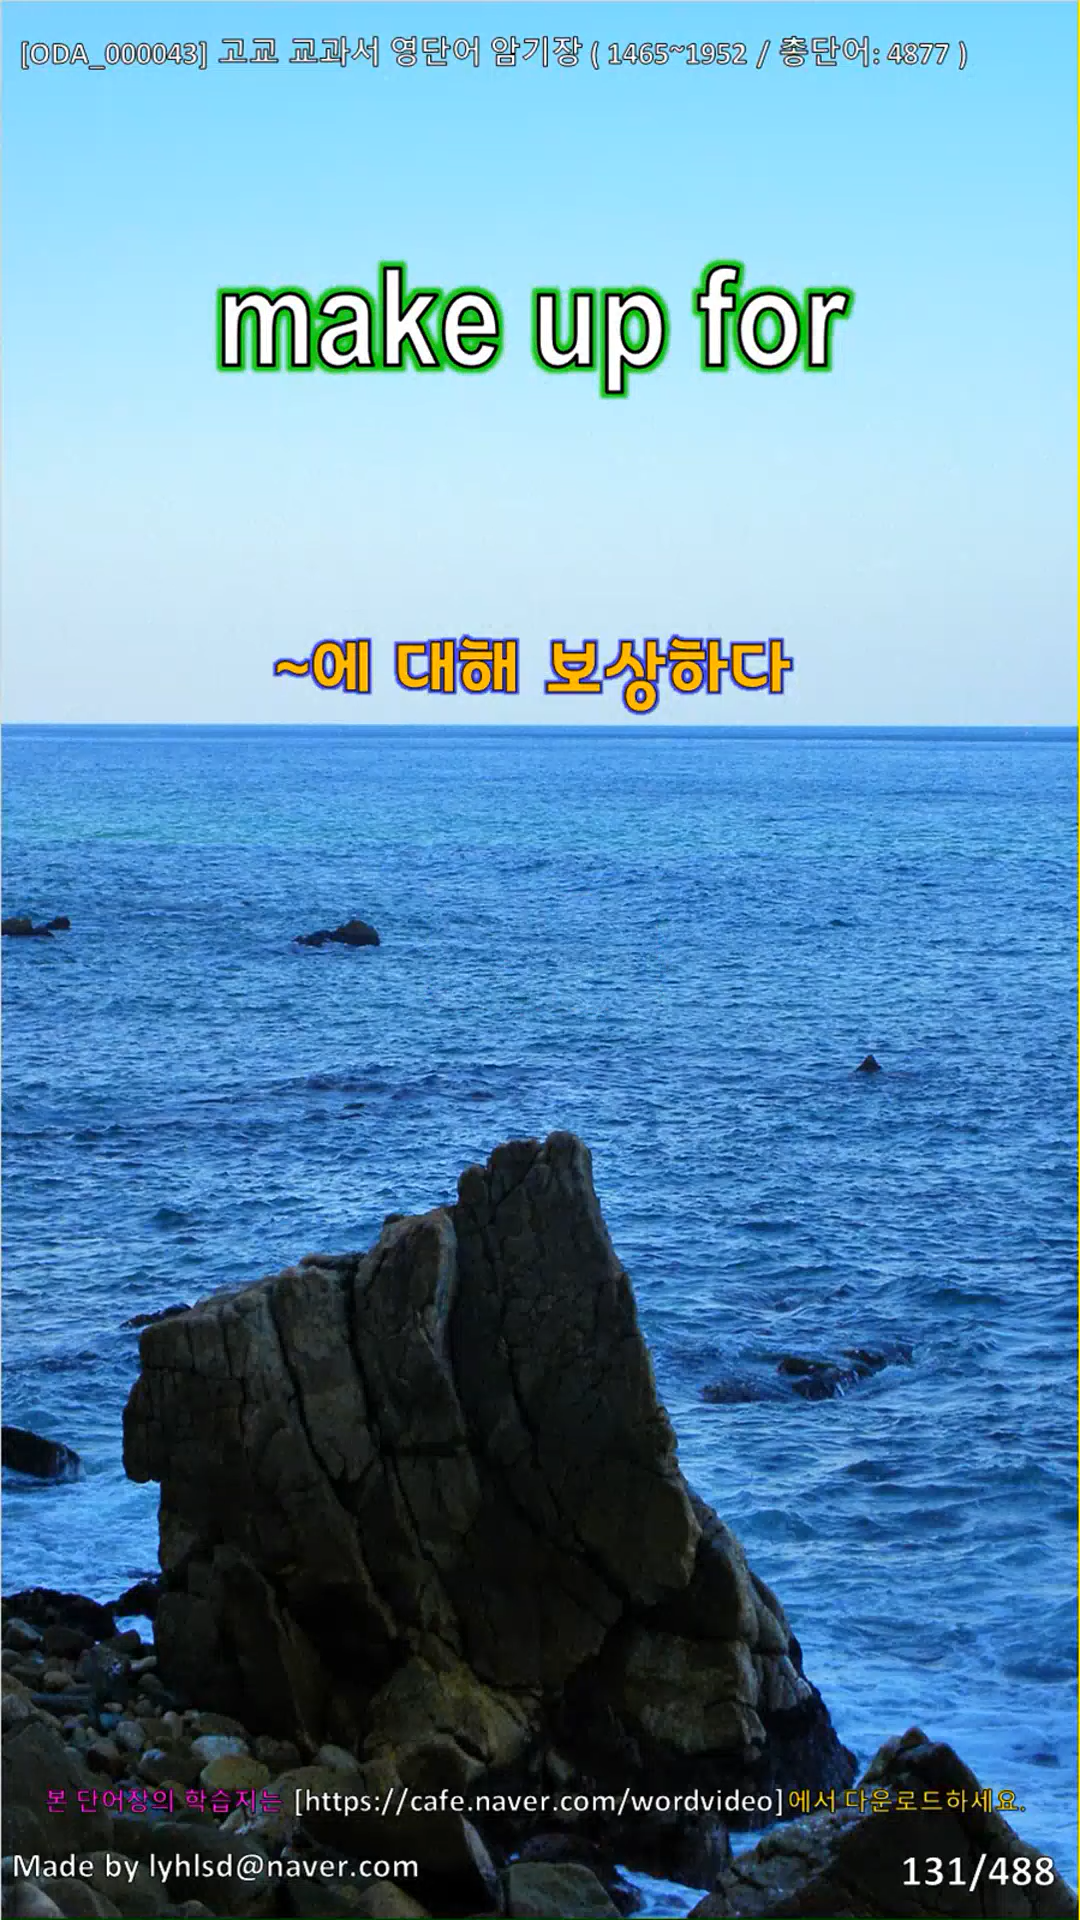 [ODA_000043] 고교 교과서 영단어 암기장 ( 1465~1952 / 총단어: 4877 )
make up for
~에 대해 보상하다
본 단어장의 학습지는 [https://cafe.naver.com/wordvideo]에서 다운로드하세요.
Made by lyhlsd@naver.com
131/488